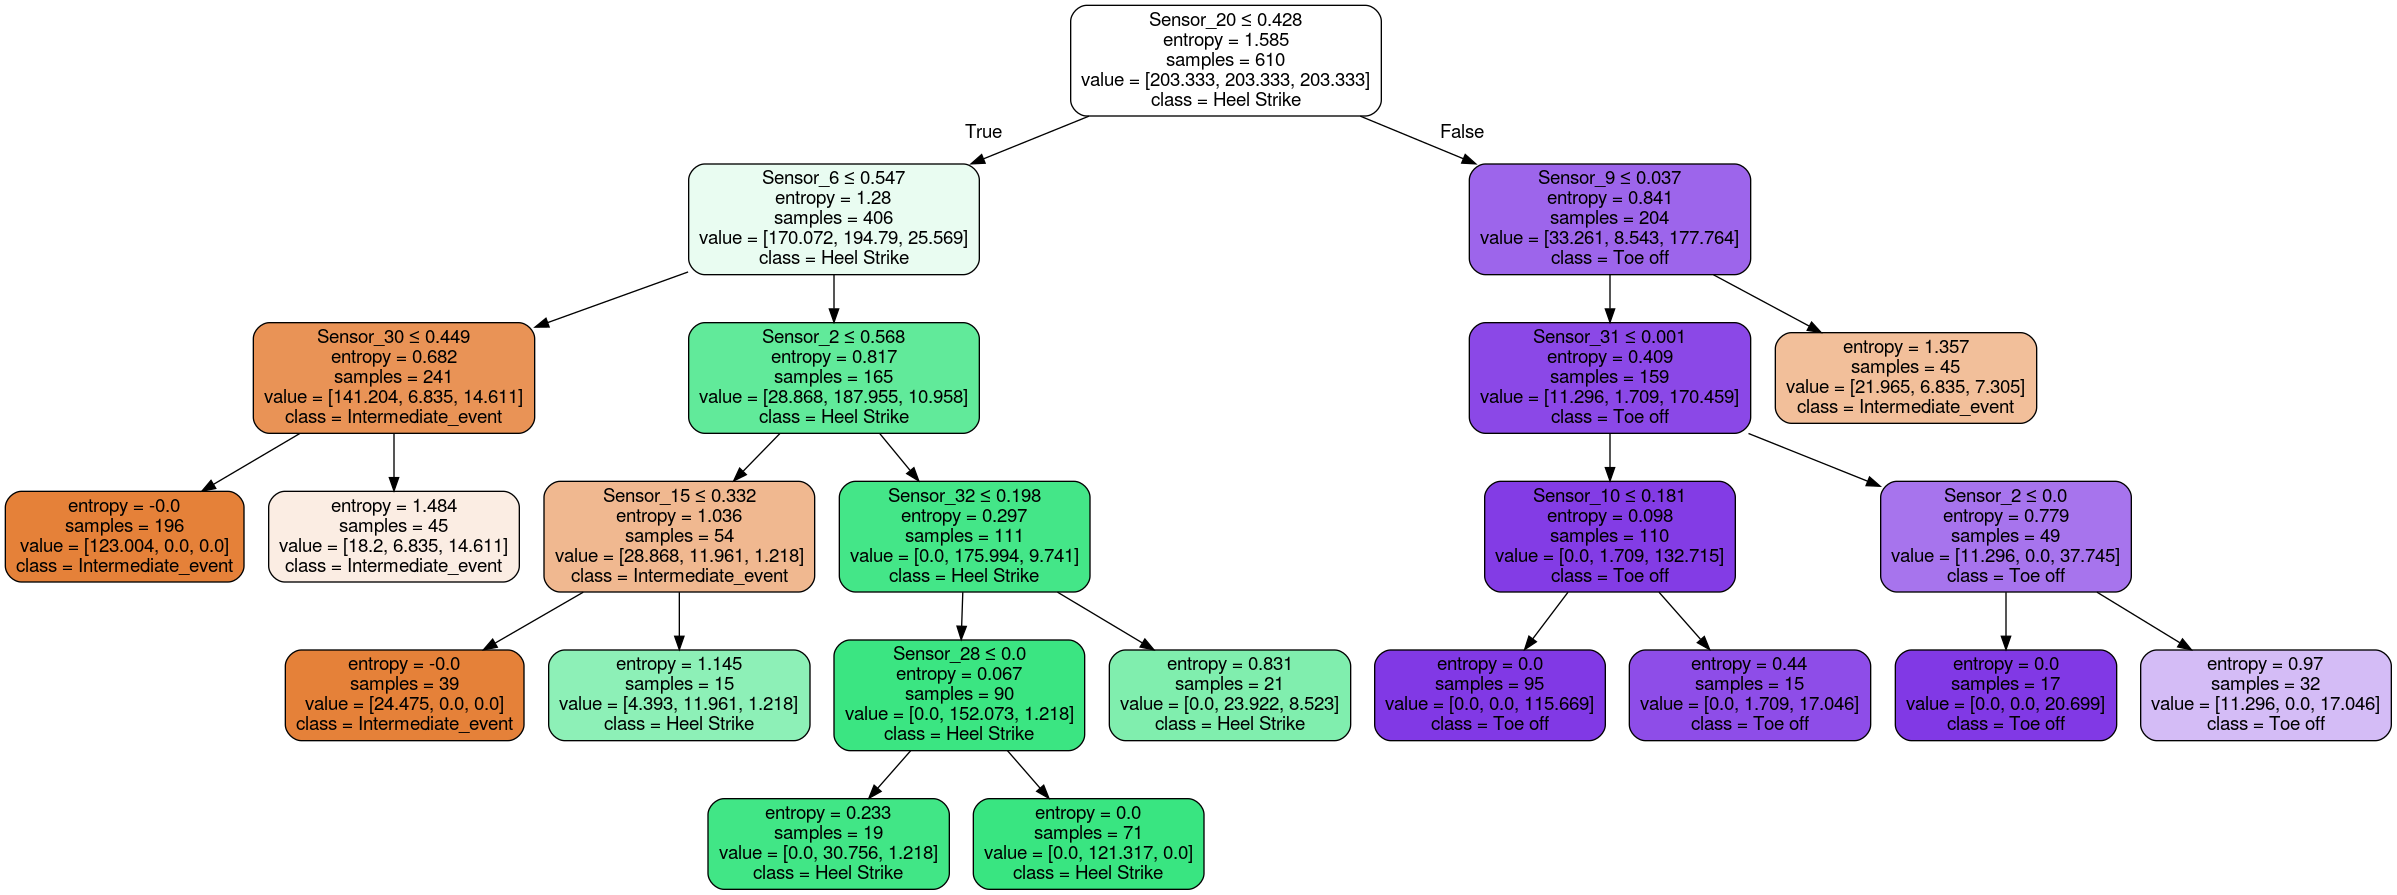 Sensor_20 ≤ 0.428
entropy = 1.585
samples = 610
value = [203.333, 203.333, 203.333]
class = Heel Strike
True
False
Sensor_6 ≤ 0.547
entropy = 1.28
samples = 406
value = [170.072, 194.79, 25.569]
class = Heel Strike
Sensor_9 ≤ 0.037
entropy = 0.841
samples = 204
value = [33.261, 8.543, 177.764]
class = Toe off
Sensor_30 ≤ 0.449
entropy = 0.682
samples = 241
value = [141.204, 6.835, 14.611]
class = Intermediate_event
Sensor_2 ≤ 0.568
entropy = 0.817
samples = 165
value = [28.868, 187.955, 10.958]
class = Heel Strike
Sensor_31 ≤ 0.001
entropy = 0.409
samples = 159
value = [11.296, 1.709, 170.459]
class = Toe off
entropy = 1.357
samples = 45
value = [21.965, 6.835, 7.305]
class = Intermediate_event
entropy = -0.0
samples = 196
value = [123.004, 0.0, 0.0]
class = Intermediate_event
entropy = 1.484
samples = 45
value = [18.2, 6.835, 14.611]
class = Intermediate_event
Sensor_15 ≤ 0.332
entropy = 1.036
samples = 54
value = [28.868, 11.961, 1.218]
class = Intermediate_event
Sensor_32 ≤ 0.198
entropy = 0.297
samples = 111
value = [0.0, 175.994, 9.741]
class = Heel Strike
Sensor_10 ≤ 0.181
entropy = 0.098
samples = 110
value = [0.0, 1.709, 132.715]
class = Toe off
Sensor_2 ≤ 0.0
entropy = 0.779
samples = 49
value = [11.296, 0.0, 37.745]
class = Toe off
entropy = -0.0
samples = 39
value = [24.475, 0.0, 0.0]
class = Intermediate_event
entropy = 1.145
samples = 15
value = [4.393, 11.961, 1.218]
class = Heel Strike
Sensor_28 ≤ 0.0
entropy = 0.067
samples = 90
value = [0.0, 152.073, 1.218]
class = Heel Strike
entropy = 0.831
samples = 21
value = [0.0, 23.922, 8.523]
class = Heel Strike
entropy = 0.0
samples = 95
value = [0.0, 0.0, 115.669]
class = Toe off
entropy = 0.44
samples = 15
value = [0.0, 1.709, 17.046]
class = Toe off
entropy = 0.0
samples = 17
value = [0.0, 0.0, 20.699]
class = Toe off
entropy = 0.97
samples = 32
value = [11.296, 0.0, 17.046]
class = Toe off
entropy = 0.233
samples = 19
value = [0.0, 30.756, 1.218]
class = Heel Strike
entropy = 0.0
samples = 71
value = [0.0, 121.317, 0.0]
class = Heel Strike